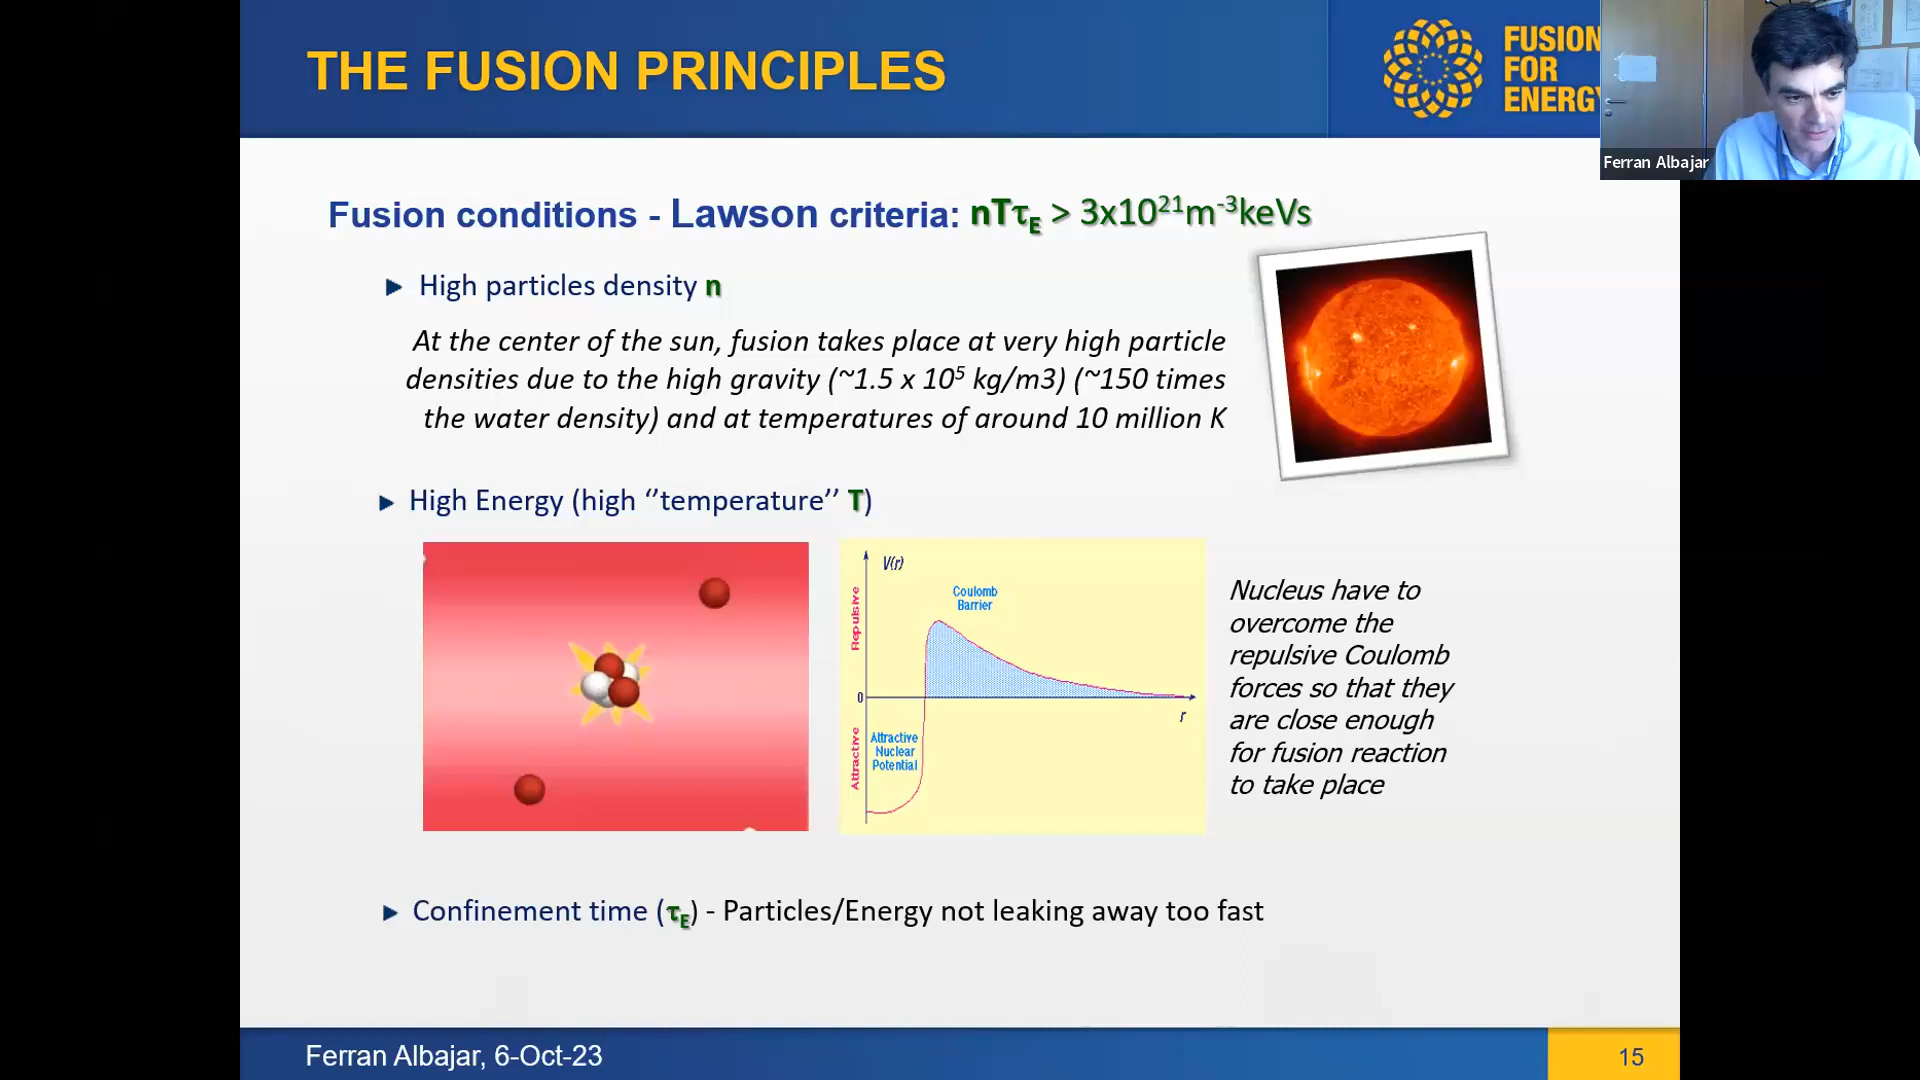 THE FUSION PRINCIPLES
FUSION
FOR
ENERGY
Ferran Albajar
Fusion conditions - Lawson criteria: nTτ_E > 3x10²¹m⁻³keVs
High particles density n
At the center of the sun, fusion takes place at very high particle
densities due to the high gravity (~1.5 x 10⁵ kg/m3) (~150 times
the water density) and at temperatures of around 10 million K
High Energy (high ‘’temperature’’ T)
V(r)
Repulsive
Coulomb
Barrier
0
r
Attractive
Attractive
Nuclear
Potential
Nucleus have to
overcome the
repulsive Coulomb
forces so that they
are close enough
for fusion reaction
to take place
Confinement time (τ_E) - Particles/Energy not leaking away too fast
Ferran Albajar, 6-Oct-23
15